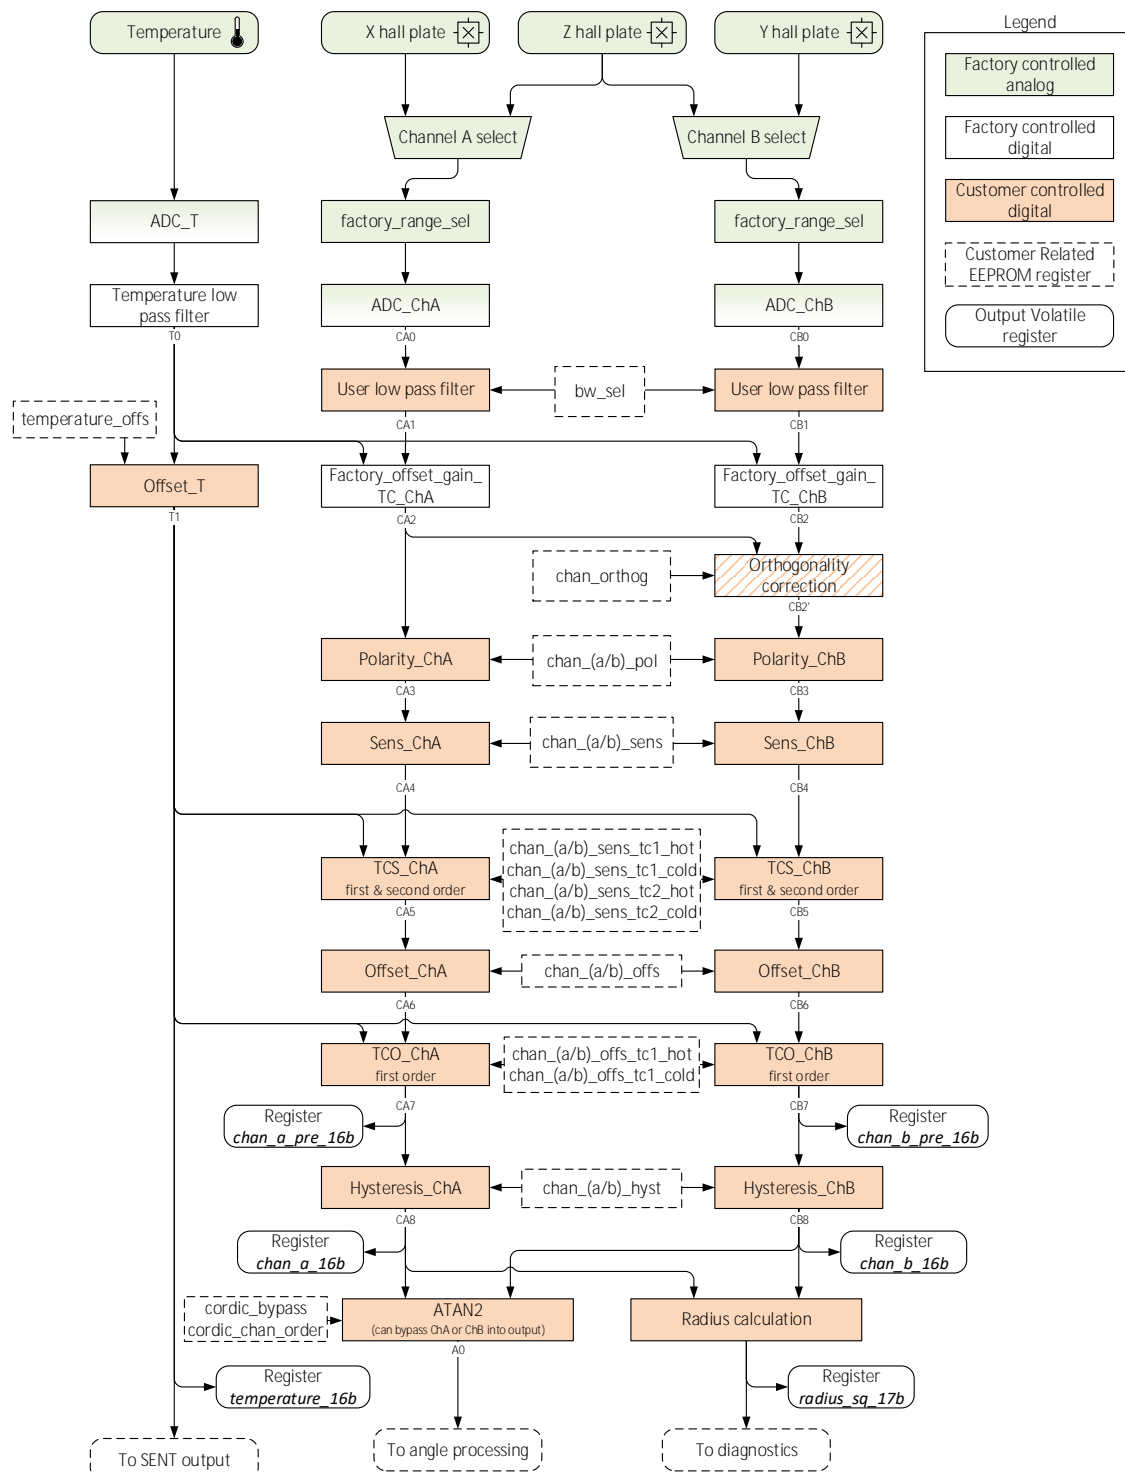 Temperature
X hall plate
Z hall plate
Y hall plate
Legend
Factory controlled
analog
Factory controlled
digital
Customer controlled
digital
Customer Related
EEPROM register
Output Volatile
register
Channel A select
Channel B select
ADC_T
factory_range_sel
factory_range_sel
Temperature low
pass filter
T0
ADC_ChA
CA0
ADC_ChB
CB0
User low pass filter
CA1
bw_sel
User low pass filter
CB1
temperature_offs
Offset_T
T1
Factory_offset_gain_
TC_ChA
CA2
Factory_offset_gain_
TC_ChB
CB2
chan_orthog
Orthogonality
correction
CB2'
Polarity_ChA
CA3
chan_(a/b)_pol
Polarity_ChB
CB3
Sens_ChA
CA4
chan_(a/b)_sens
Sens_ChB
CB4
TCS_ChA
first & second order
CA5
chan_(a/b)_sens_tc1_hot
chan_(a/b)_sens_tc1_cold
chan_(a/b)_sens_tc2_hot
chan_(a/b)_sens_tc2_cold
TCS_ChB
first & second order
CB5
Offset_ChA
CA6
chan_(a/b)_offs
Offset_ChB
CB6
TCO_ChA
first order
CA7
chan_(a/b)_offs_tc1_hot
chan_(a/b)_offs_tc1_cold
TCO_ChB
first order
CB7
Register
chan_a_pre_16b
Register
chan_b_pre_16b
Hysteresis_ChA
CA8
chan_(a/b)_hyst
Hysteresis_ChB
CB8
Register
chan_a_16b
Register
chan_b_16b
cordic_bypass
cordic_chan_order
ATAN2
(can bypass ChA or ChB into output)
A0
Radius calculation
Register
temperature_16b
Register
radius_sq_17b
To SENT output
To angle processing
To diagnostics